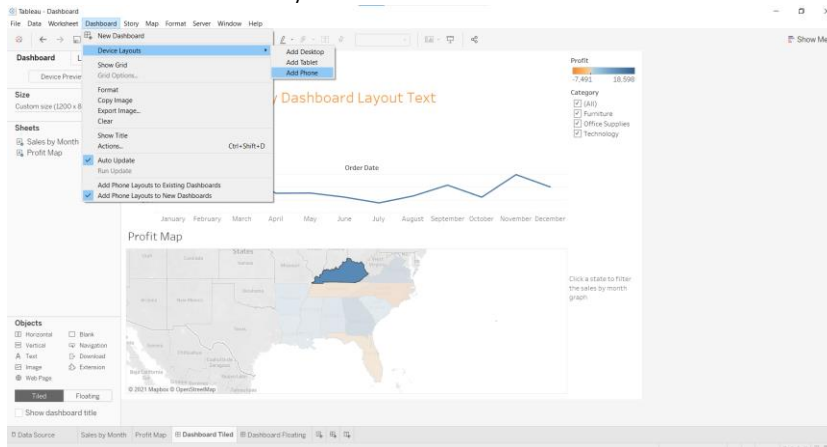 Tableau - Dashboard
File Data Worksheet Dashboard Story Map Format Server Window Help
New Dashboard
Device Layouts
Add Desktop
Add Tablet
Add Phone
Show Grid
Grid Options...
Format
Copy Image
Export Image...
Clear
Show Title
Actions... Ctrl+Shift+D
Auto Update
Run Update
Add Phone Layouts to Existing Dashboards
Add Phone Layouts to New Dashboards
Show Me
Dashboard L
Device Preview
Size
Custom size (1200 x 8
Sheets
Sales by Month
Profit Map
Dashboard Layout Text
Profit
-7,491 18,598
Category
(All)
Furniture
Office Supplies
Technology
Order Date
January February March April May June July August September October November December
Profit Map
States
Click a state to filter
the sales by month
graph
© 2021 Mapbox © OpenStreetMap
Objects
Horizontal Blank
Vertical Navigation
Text Download
Image Extension
Web Page
Tiled Floating
Show dashboard title
Data Source Sales by Month Profit Map Dashboard Tiled Dashboard Floating